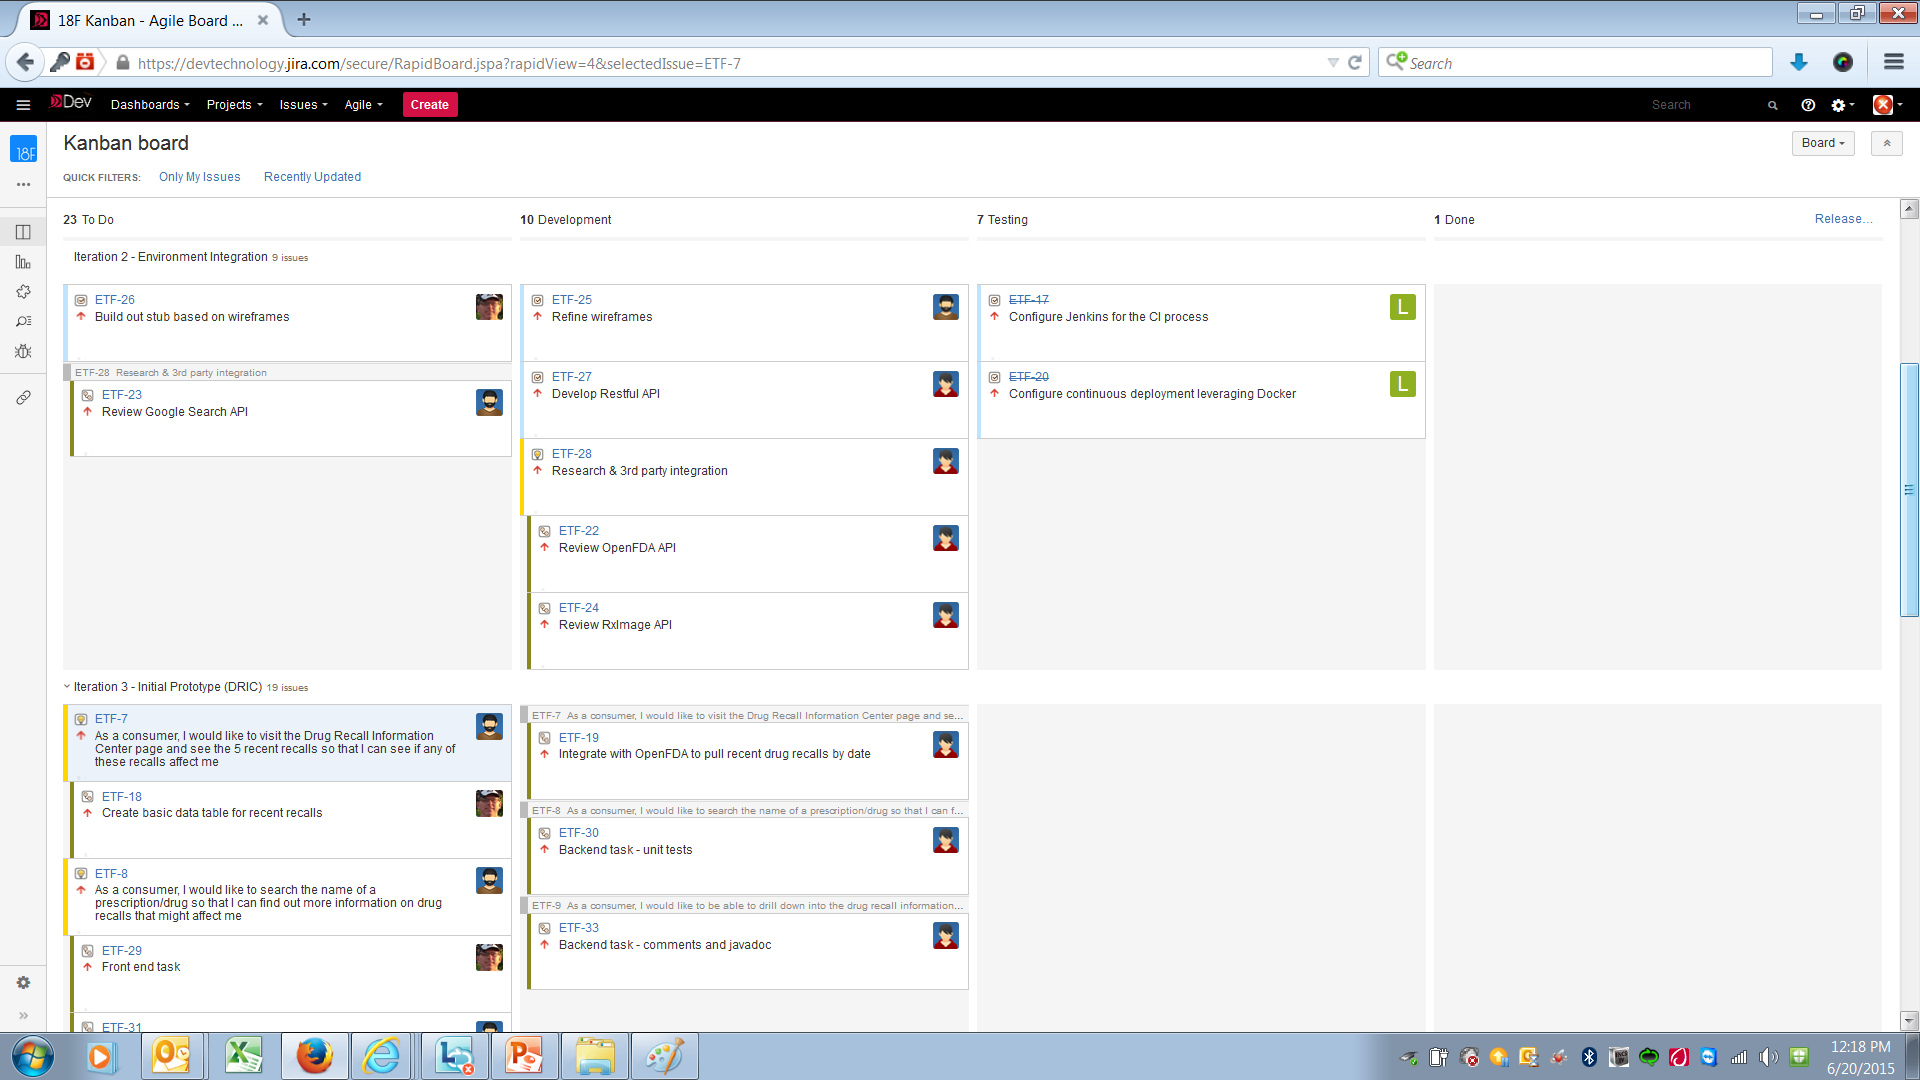 18F Kanban - Agile Board ...
https://devtechnology.jira.com/secure/RapidBoard.jspa?rapidView=4&selectedIssue=ETF-7
Search
Dev
Dashboards
Projects
Issues
Agile
Create
Search
18F
Kanban board
Board
QUICK FILTERS:
Only My Issues
Recently Updated
23 To Do
10 Development
7 Testing
1 Done
Release...
Iteration 2 - Environment Integration 9 issues
ETF-26
Build out stub based on wireframes
ETF-28 Research & 3rd party integration
ETF-23
Review Google Search API
ETF-25
Refine wireframes
ETF-27
Develop Restful API
ETF-28
Research & 3rd party integration
ETF-22
Review OpenFDA API
ETF-24
Review RxImage API
ETF-17
Configure Jenkins for the CI process
L
ETF-20
Configure continuous deployment leveraging Docker
L
Iteration 3 - Initial Prototype (DRIC) 19 issues
ETF-7
As a consumer, I would like to visit the Drug Recall Information
Center page and see the 5 recent recalls so that I can see if any of
these recalls affect me
ETF-18
Create basic data table for recent recalls
ETF-8
As a consumer, I would like to search the name of a
prescription/drug so that I can find out more information on drug
recalls that might affect me
ETF-29
Front end task
ETF-31
ETF-7 As a consumer, I would like to visit the Drug Recall Information Center page and se...
ETF-19
Integrate with OpenFDA to pull recent drug recalls by date
ETF-8 As a consumer, I would like to search the name of a prescription/drug so that I can f...
ETF-30
Backend task - unit tests
ETF-9 As a consumer, I would like to be able to drill down into the drug recall information...
ETF-33
Backend task - comments and javadoc
12:18 PM
6/20/2015